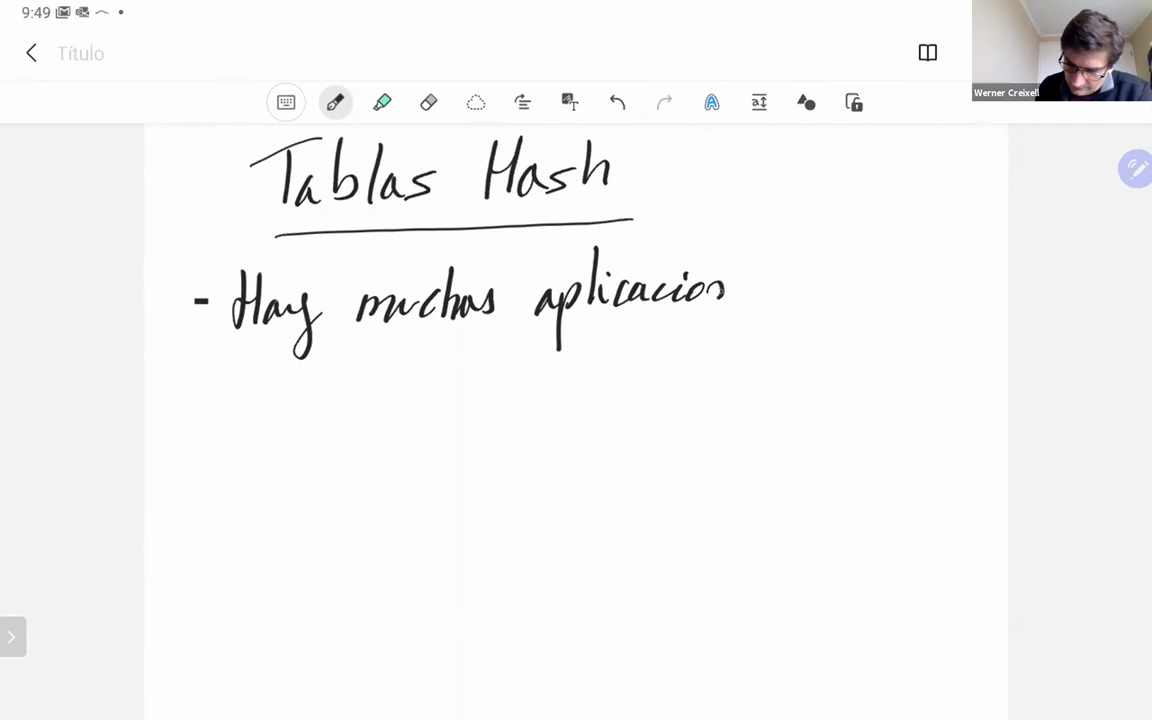 9:49
Título
Werner Creixell
Tablas Hash
- Hay muchas aplicacion